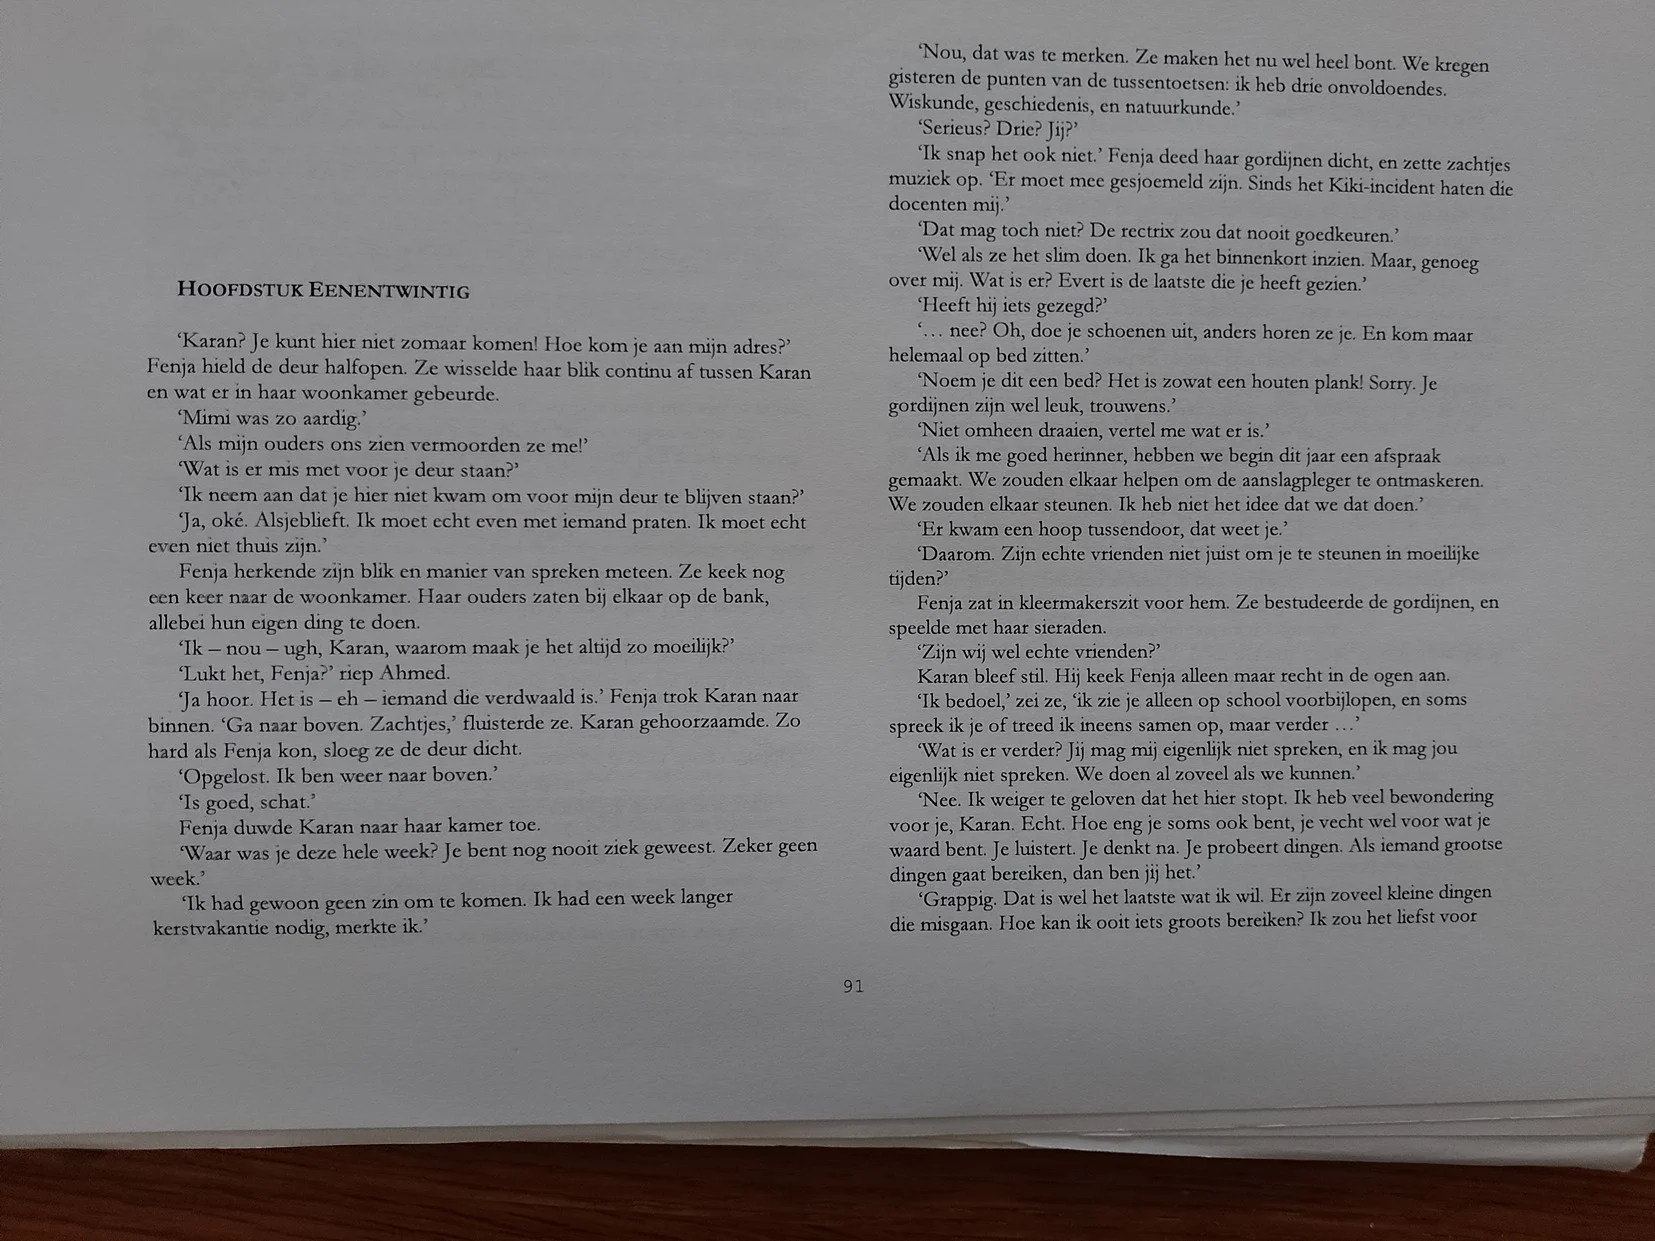 HOOFDSTUK EENENTWINTIG
‘Karan? Je kunt hier niet zomaar komen! Hoe kom je aan mijn adres?’
Fenja hield de deur halfopen. Ze wisselde haar blik continu af tussen Karan
en wat er in haar woonkamer gebeurde.
‘Mimi was zo aardig.’
‘Als mijn ouders ons zien vermoorden ze me!’
‘Wat is er mis met voor je deur staan?’
‘Ik neem aan dat je hier niet kwam om voor mijn deur te blijven staan?’
‘Ja, oké. Alsjeblieft. Ik moet echt even met iemand praten. Ik moet echt
even niet thuis zijn.’
Fenja herkende zijn blik en manier van spreken meteen. Ze keek nog
een keer naar de woonkamer. Haar ouders zaten bij elkaar op de bank,
allebei hun eigen ding te doen.
‘Ik – nou – ugh, Karan, waarom maak je het altijd zo moeilijk?’
‘Lukt het, Fenja?’ riep Ahmed.
‘Ja hoor. Het is – eh – iemand die verdwaald is.’ Fenja trok Karan naar
binnen. ‘Ga naar boven. Zachtjes,’ fluisterde ze. Karan gehoorzaamde. Zo
hard als Fenja kon, sloeg ze de deur dicht.
‘Opgelost. Ik ben weer naar boven.’
‘Is goed, schat.’
Fenja duwde Karan naar haar kamer toe.
‘Waar was je deze hele week? Je bent nog nooit ziek geweest. Zeker geen
week.’
‘Ik had gewoon geen zin om te komen. Ik had een week langer
kerstvakantie nodig, merkte ik.’
‘Nou, dat was te merken. Ze maken het nu wel heel bont. We kregen
gisteren de punten van de tussentoetsen: ik heb drie onvoldoendes.
Wiskunde, geschiedenis, en natuurkunde.’
‘Serieus? Drie? Jij?’
‘Ik snap het ook niet.’ Fenja deed haar gordijnen dicht, en zette zachtjes
muziek op. ‘Er moet mee gesjoemeld zijn. Sinds het Kiki-incident haten die
docenten mij.’
‘Dat mag toch niet? De rectrix zou dat nooit goedkeuren.’
‘Wel als ze het slim doen. Ik ga het binnenkort inzien. Maar, genoeg
over mij. Wat is er? Evert is de laatste die je heeft gezien.’
‘Heeft hij iets gezegd?’
‘… nee? Oh, doe je schoenen uit, anders horen ze je. En kom maar
helemaal op bed zitten.’
‘Noem je dit een bed? Het is zowat een houten plank! Sorry. Je
gordijnen zijn wel leuk, trouwens.’
‘Niet omheen draaien, vertel me wat er is.’
‘Als ik me goed herinner, hebben we begin dit jaar een afspraak
gemaakt. We zouden elkaar helpen om de aanslagpleger te ontmaskeren.
We zouden elkaar steunen. Ik heb niet het idee dat we dat doen.’
‘Er kwam een hoop tussendoor, dat weet je.’
‘Daarom. Zijn echte vrienden niet juist om je te steunen in moeilijke
tijden?’
Fenja zat in kleermakerszit voor hem. Ze bestudeerde de gordijnen, en
speelde met haar sieraden.
‘Zijn wij wel echte vrienden?’
Karan bleef stil. Hij keek Fenja alleen maar recht in de ogen aan.
‘Ik bedoel,’ zei ze, ‘ik zie je alleen op school voorbijlopen, en soms
spreek ik je of treed ik ineens samen op, maar verder …’
‘Wat is er verder? Jij mag mij eigenlijk niet spreken, en ik mag jou
eigenlijk niet spreken. We doen al zoveel als we kunnen.’
‘Nee. Ik weiger te geloven dat het hier stopt. Ik heb veel bewondering
voor je, Karan. Echt. Hoe eng je soms ook bent, je vecht wel voor wat je
waard bent. Je luistert. Je denkt na. Je probeert dingen. Als iemand grootse
dingen gaat bereiken, dan ben jij het.’
‘Grappig. Dat is wel het laatste wat ik wil. Er zijn zoveel kleine dingen
die misgaan. Hoe kan ik ooit iets groots bereiken? Ik zou het liefst voor
91